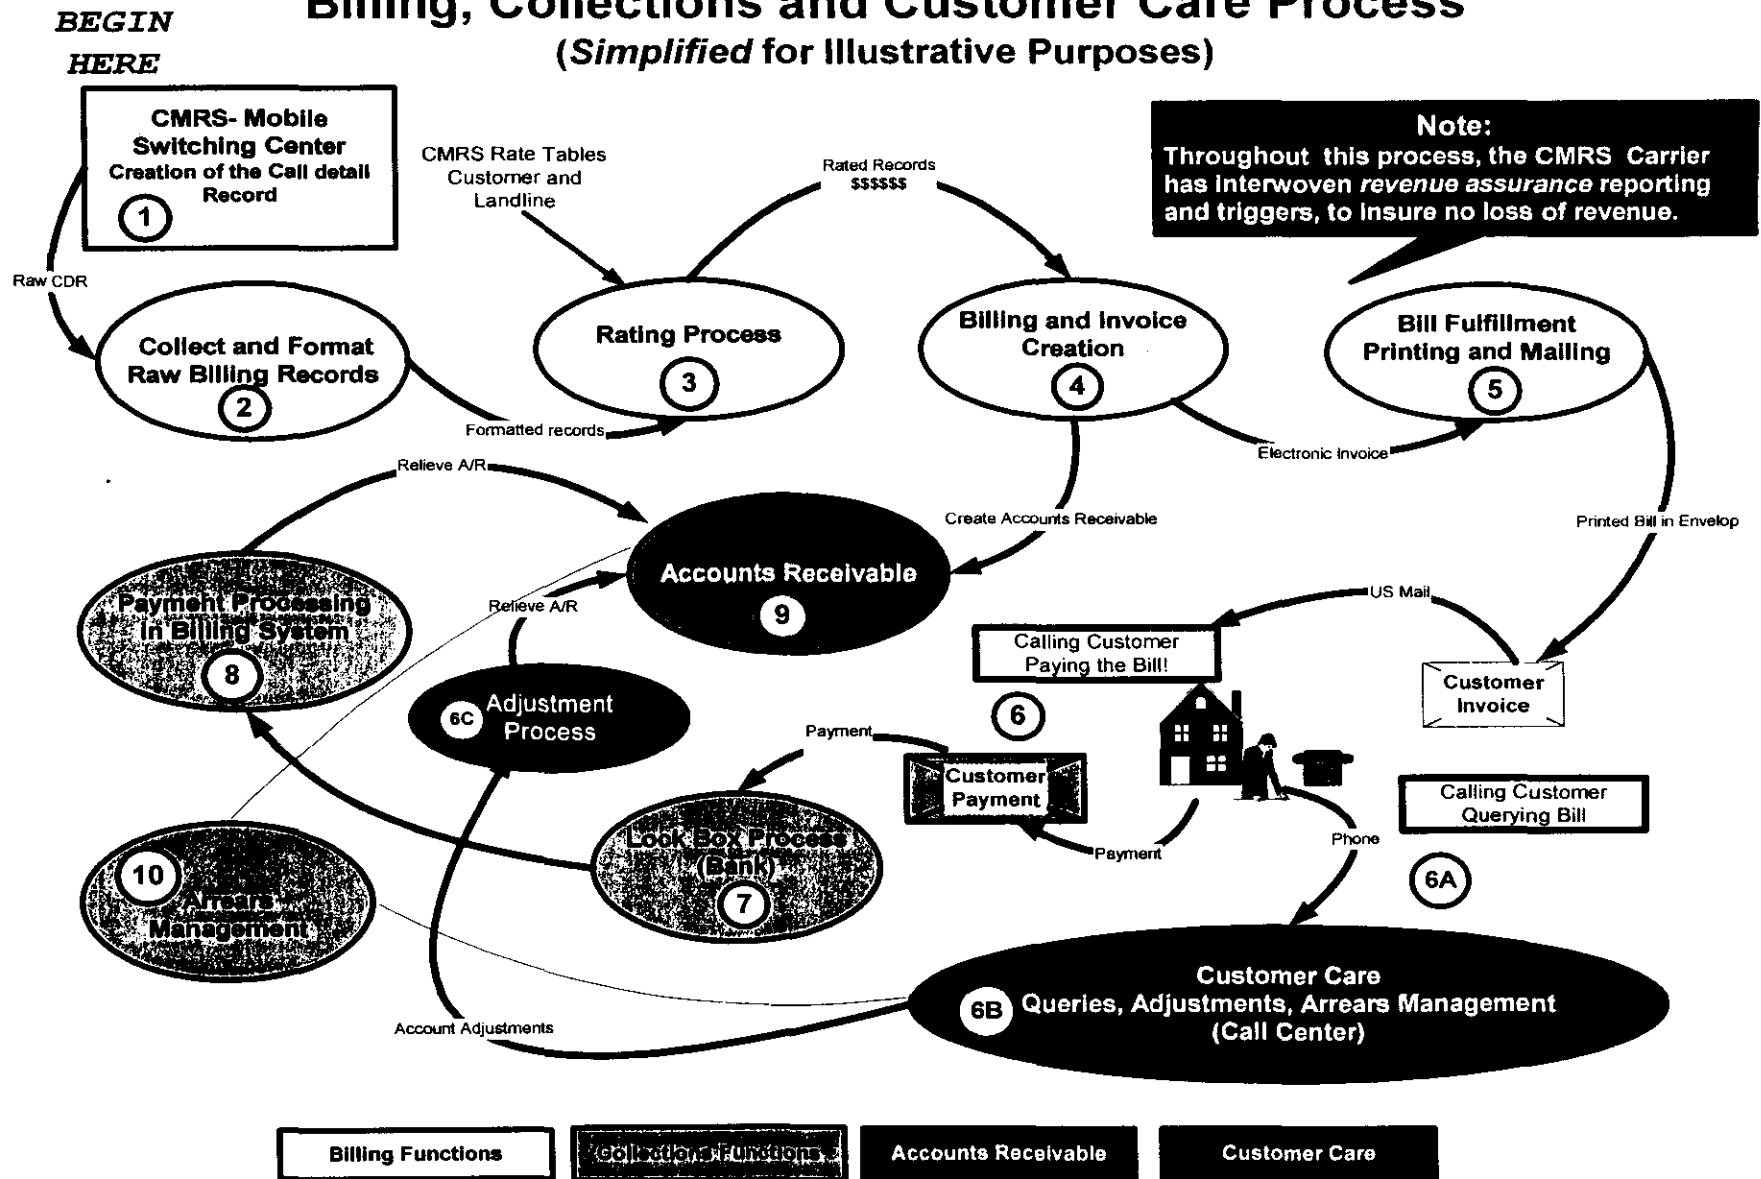 Billing, Collections and Customer Care Process
(Simplified for Illustrative Purposes)
BEGIN
HERE
CMRS- Mobile
Switching Center
Creation of the Call detail
Record
1
CMRS Rate Tables
Customer and
Landline
Rated Records
$$$$$$
Note:
Throughout this process, the CMRS Carrier
has interwoven revenue assurance reporting
and triggers, to insure no loss of revenue.
Raw CDR
Collect and Format
Raw Billing Records
2
Rating Process
3
Billing and Invoice
Creation
4
Bill Fulfillment
Printing and Mailing
5
Formatted records
Electronic Invoice
Relieve A/R
Create Accounts Receivable
Printed Bill in Envelop
Accounts Receivable
9
Payment Processing
in Billing System
8
Relieve A/R
US Mail
Calling Customer
Paying the Bill!
Customer
Invoice
6C
Adjustment
Process
6
Payment
Customer
Payment
Calling Customer
Querying Bill
Phone
Payment
6A
Look Box Process
(Bank)
7
10
Arrears
Management
Customer Care
6B Queries, Adjustments, Arrears Management
(Call Center)
Account Adjustments
Billing Functions
Collections Functions
Accounts Receivable
Customer Care